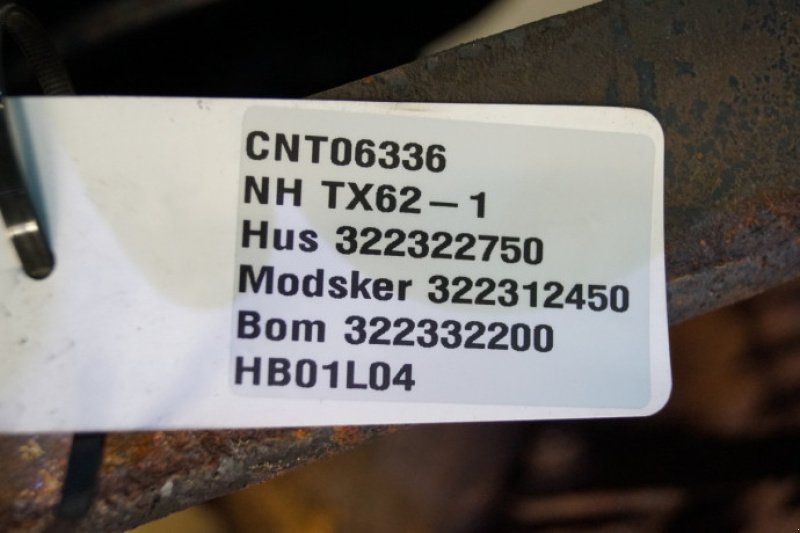 CNT06336
NH TX62-1
Hus 322322750
Modsker 322312450
Bom 322332200
HB01L04